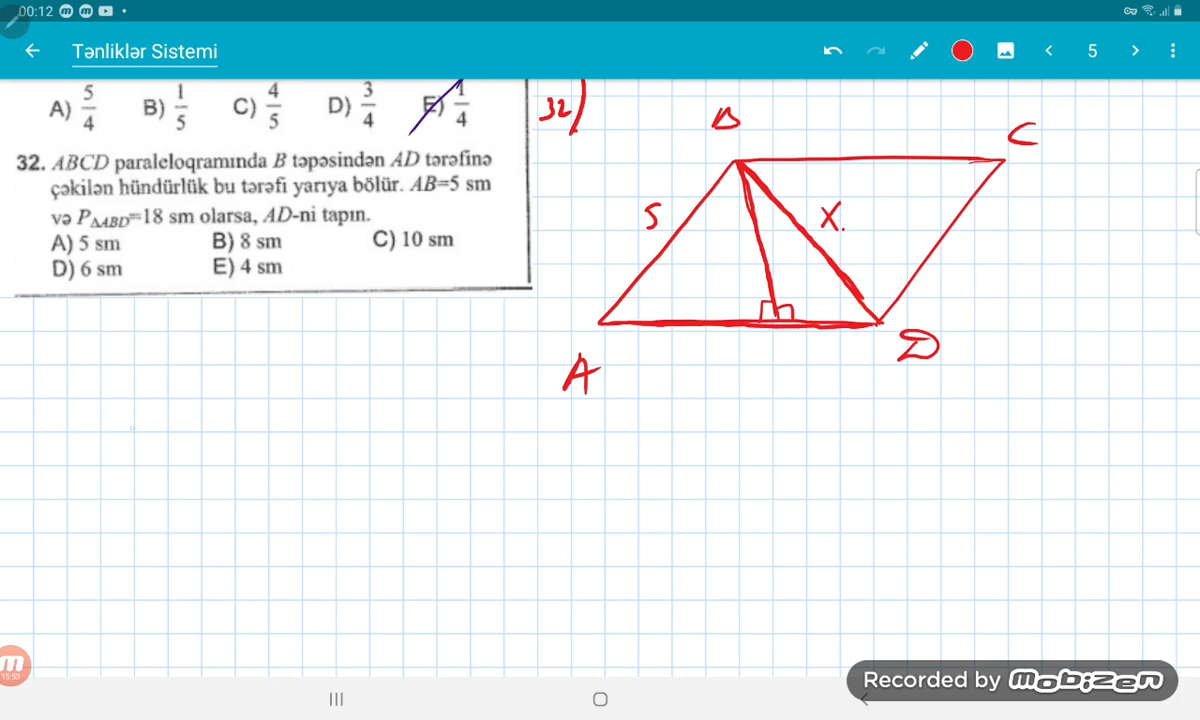 00:12
Tənliklər Sistemi
5
A) 5/4 B) 1/5 C) 4/5 D) 3/4 E) 1/4
32)
32. ABCD paraleloqramında B təpəsindən AD tərəfinə
çəkilən hündürlük bu tərəfi yarıya bölür. AB=5 sm
və P△ABD=18 sm olarsa, AD-ni tapın.
A) 5 sm B) 8 sm C) 10 sm
D) 6 sm E) 4 sm
B
C
5
X.
A
D
15:53
Recorded by Mobizen